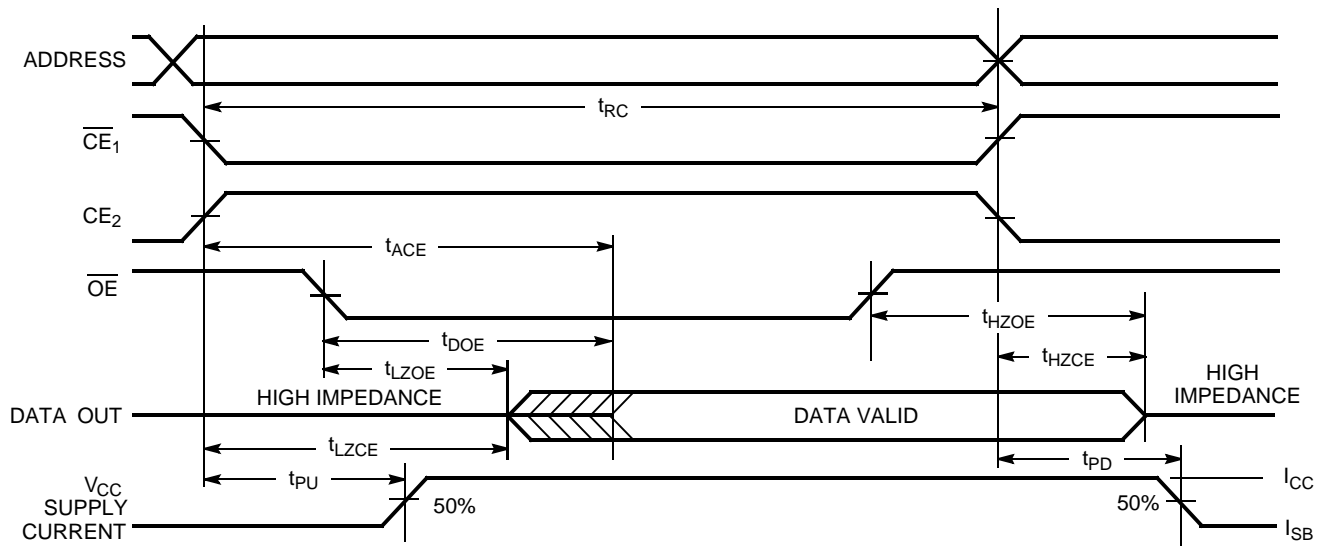 ADDRESS
tRC
CE1
CE2
tACE
OE
tHZOE
tDOE
tHZCE
tLZOE
HIGH IMPEDANCE
HIGH
IMPEDANCE
DATA OUT
DATA VALID
tLZCE
tPD
tPU
VCC
SUPPLY
CURRENT
50%
50%
ICC
ISB